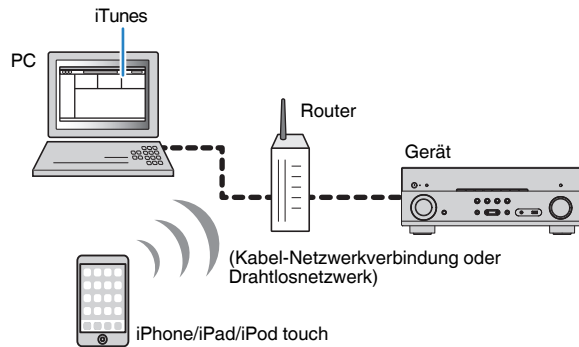 iTunes
PC
Router
Gerät
(Kabel-Netzwerkverbindung oder
Drahtlosnetzwerk)
iPhone/iPad/iPod touch